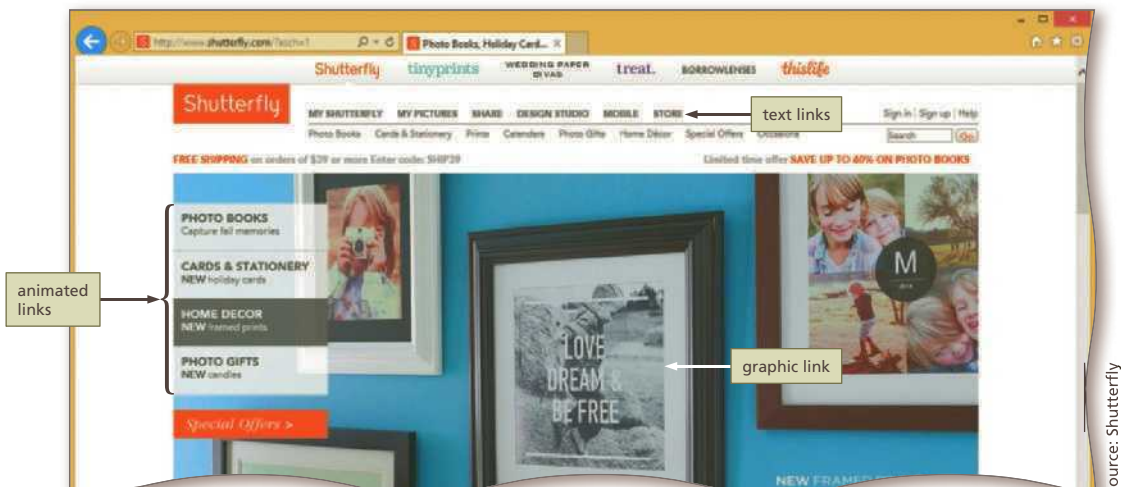 http://www.shutterfly.com/?esch=1
Photo Books, Holiday Card...
Shutterfly tinyprints WEDDING PAPER DIVAS treat. BORROWLENSES thislife
Shutterfly
MY SHUTTERFLY MY PICTURES SHARE DESIGN STUDIO MOBILE STORE
text links
Sign in | Sign up | Help
Photo Books Cards & Stationery Prints Calendars Photo Gifts Home Décor Special Offers Occasions
Search Go
FREE SHIPPING on orders of $39 or more Enter code: SHIP39
Limited time offer SAVE UP TO 40% ON PHOTO BOOKS
PHOTO BOOKS
Capture fall memories
CARDS & STATIONERY
NEW holiday cards
HOME DECOR
NEW framed prints
PHOTO GIFTS
NEW candles
Special Offers >
animated
links
LOVE
DREAM &
BE FREE
graphic link
M
NEW FRAMED
ource: Shutterfly